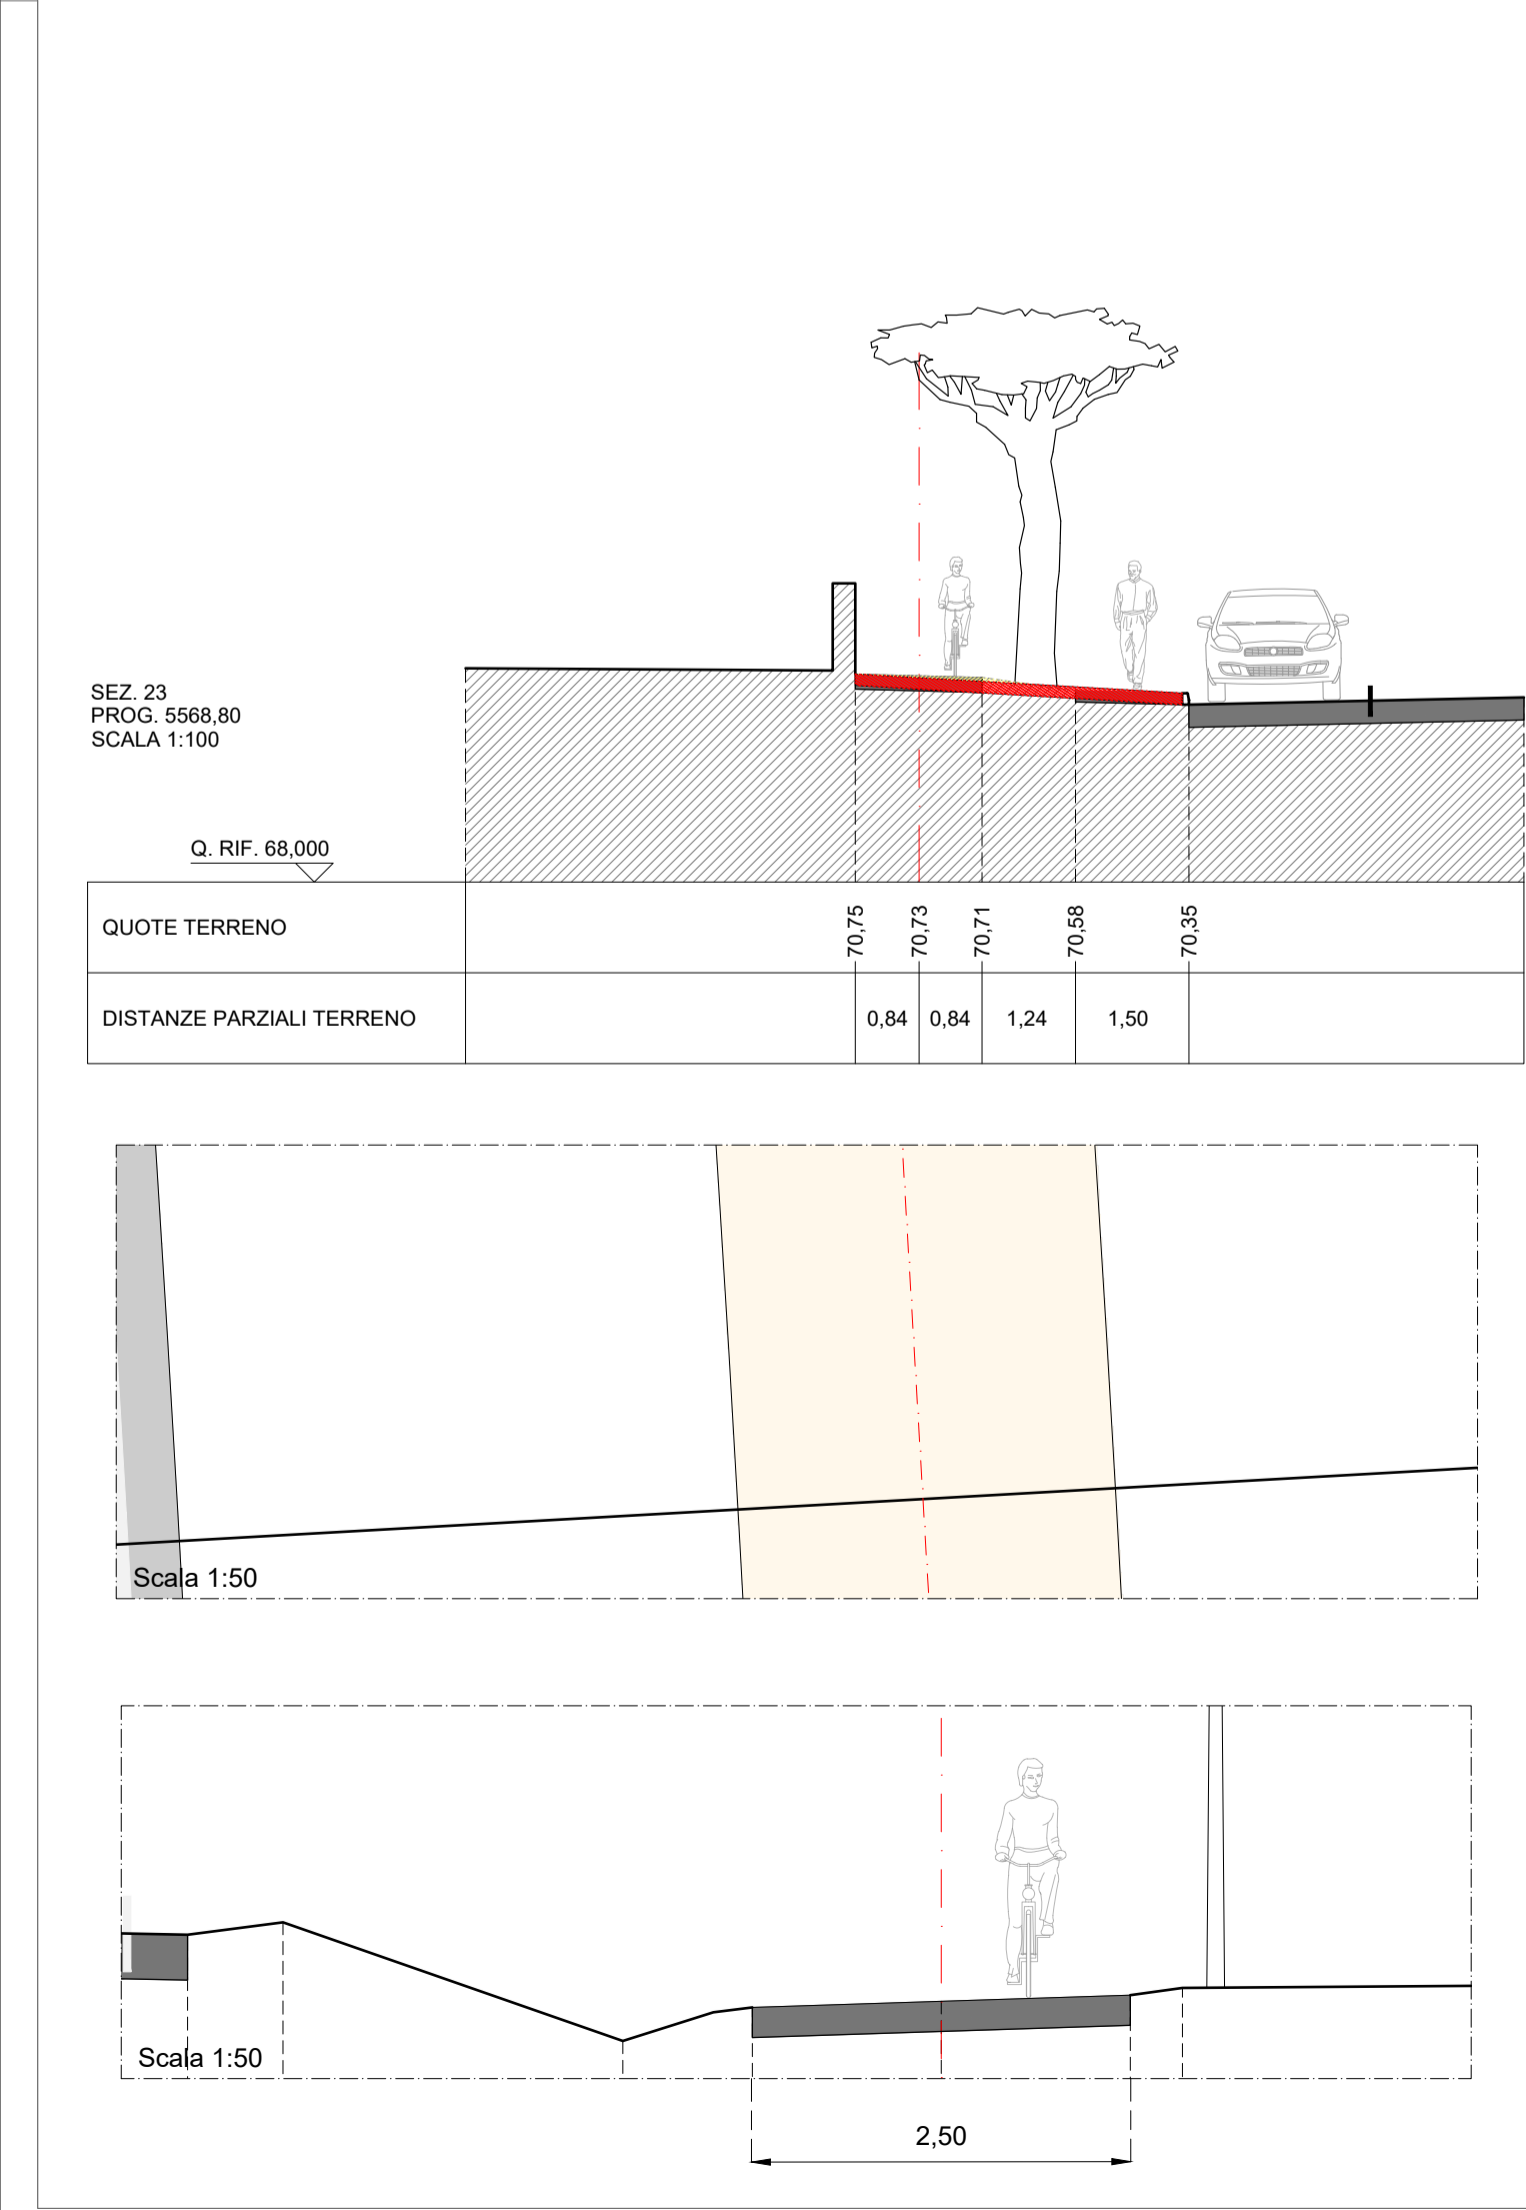 SEZ. 23
PROG. 5568,80
SCALA 1:100
Q. RIF. 68,000
QUOTE TERRENO
70,75
70,73
70,71
70,58
70,35
DISTANZE PARZIALI TERRENO
0,84
0,84
1,24
1,50
Scala 1:50
Scala 1:50
2,50